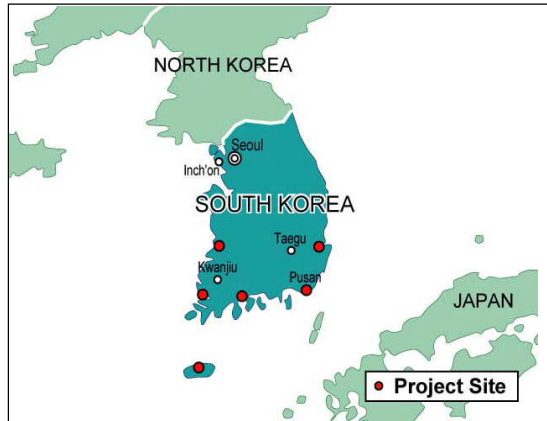 NORTH KOREA
Seoul
Inch'on
SOUTH KOREA
Taegu
Kwanjiu
Pusan
JAPAN
Project Site